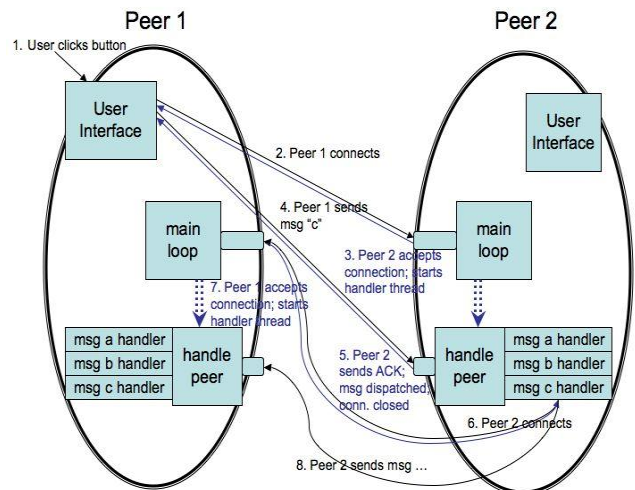 Peer 1
Peer 2
1. User clicks button
User
Interface
User
Interface
2. Peer 1 connects
4. Peer 1 sends
msg "c"
main
loop
main
loop
3. Peer 2 accepts
connection; starts
handler thread
7. Peer 1 accepts
connection; starts
handler thread
msg a handler
msg b handler
msg c handler
handle
peer
5. Peer 2
sends ACK;
msg dispatched;
conn. closed
handle
peer
msg a handler
msg b handler
msg c handler
6. Peer 2 connects
8. Peer 2 sends msg ...